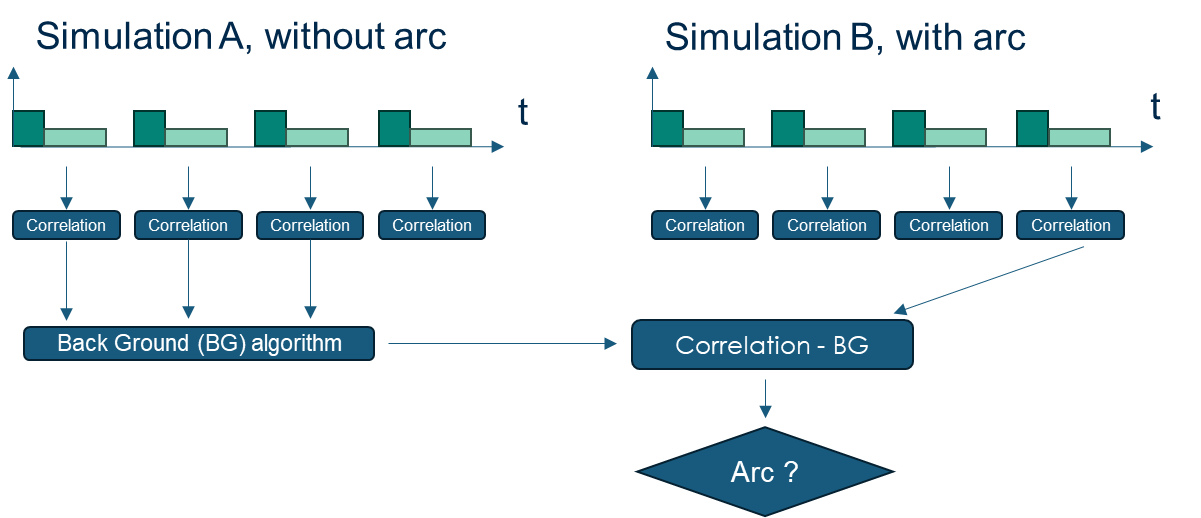 Simulation A, without arc
Simulation B, with arc
t
t
Correlation
Correlation
Correlation
Correlation
Correlation
Correlation
Correlation
Correlation
Back Ground (BG) algorithm
Correlation - BG
Arc ?